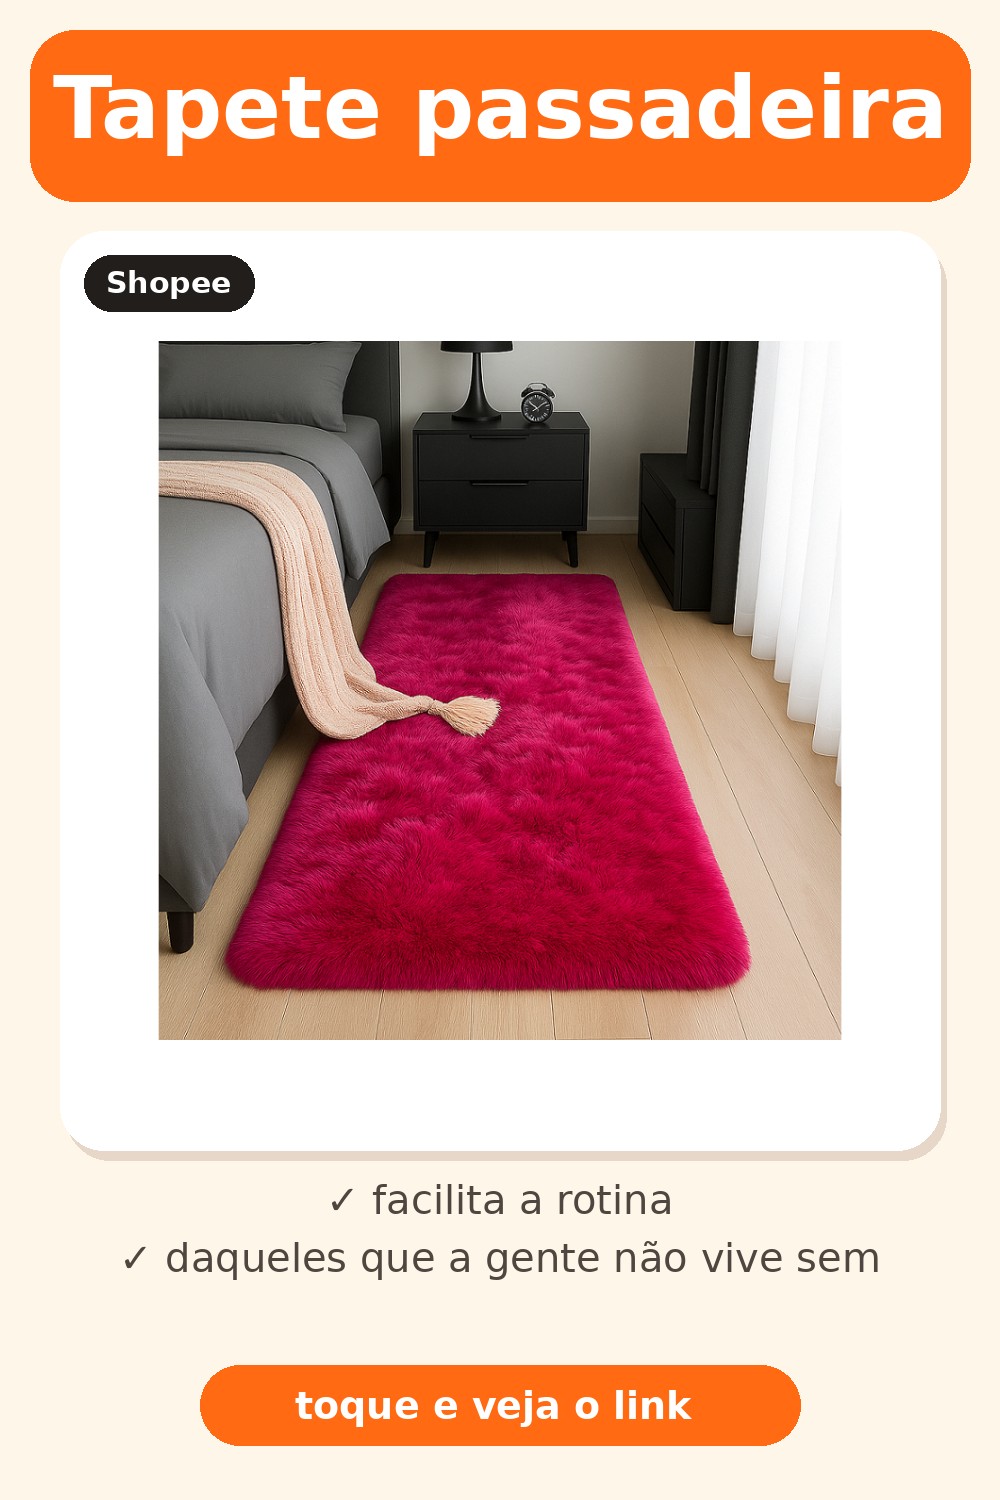 Tapete passadeira
Shopee
✓ facilita a rotina
✓ daqueles que a gente não vive sem
toque e veja o link